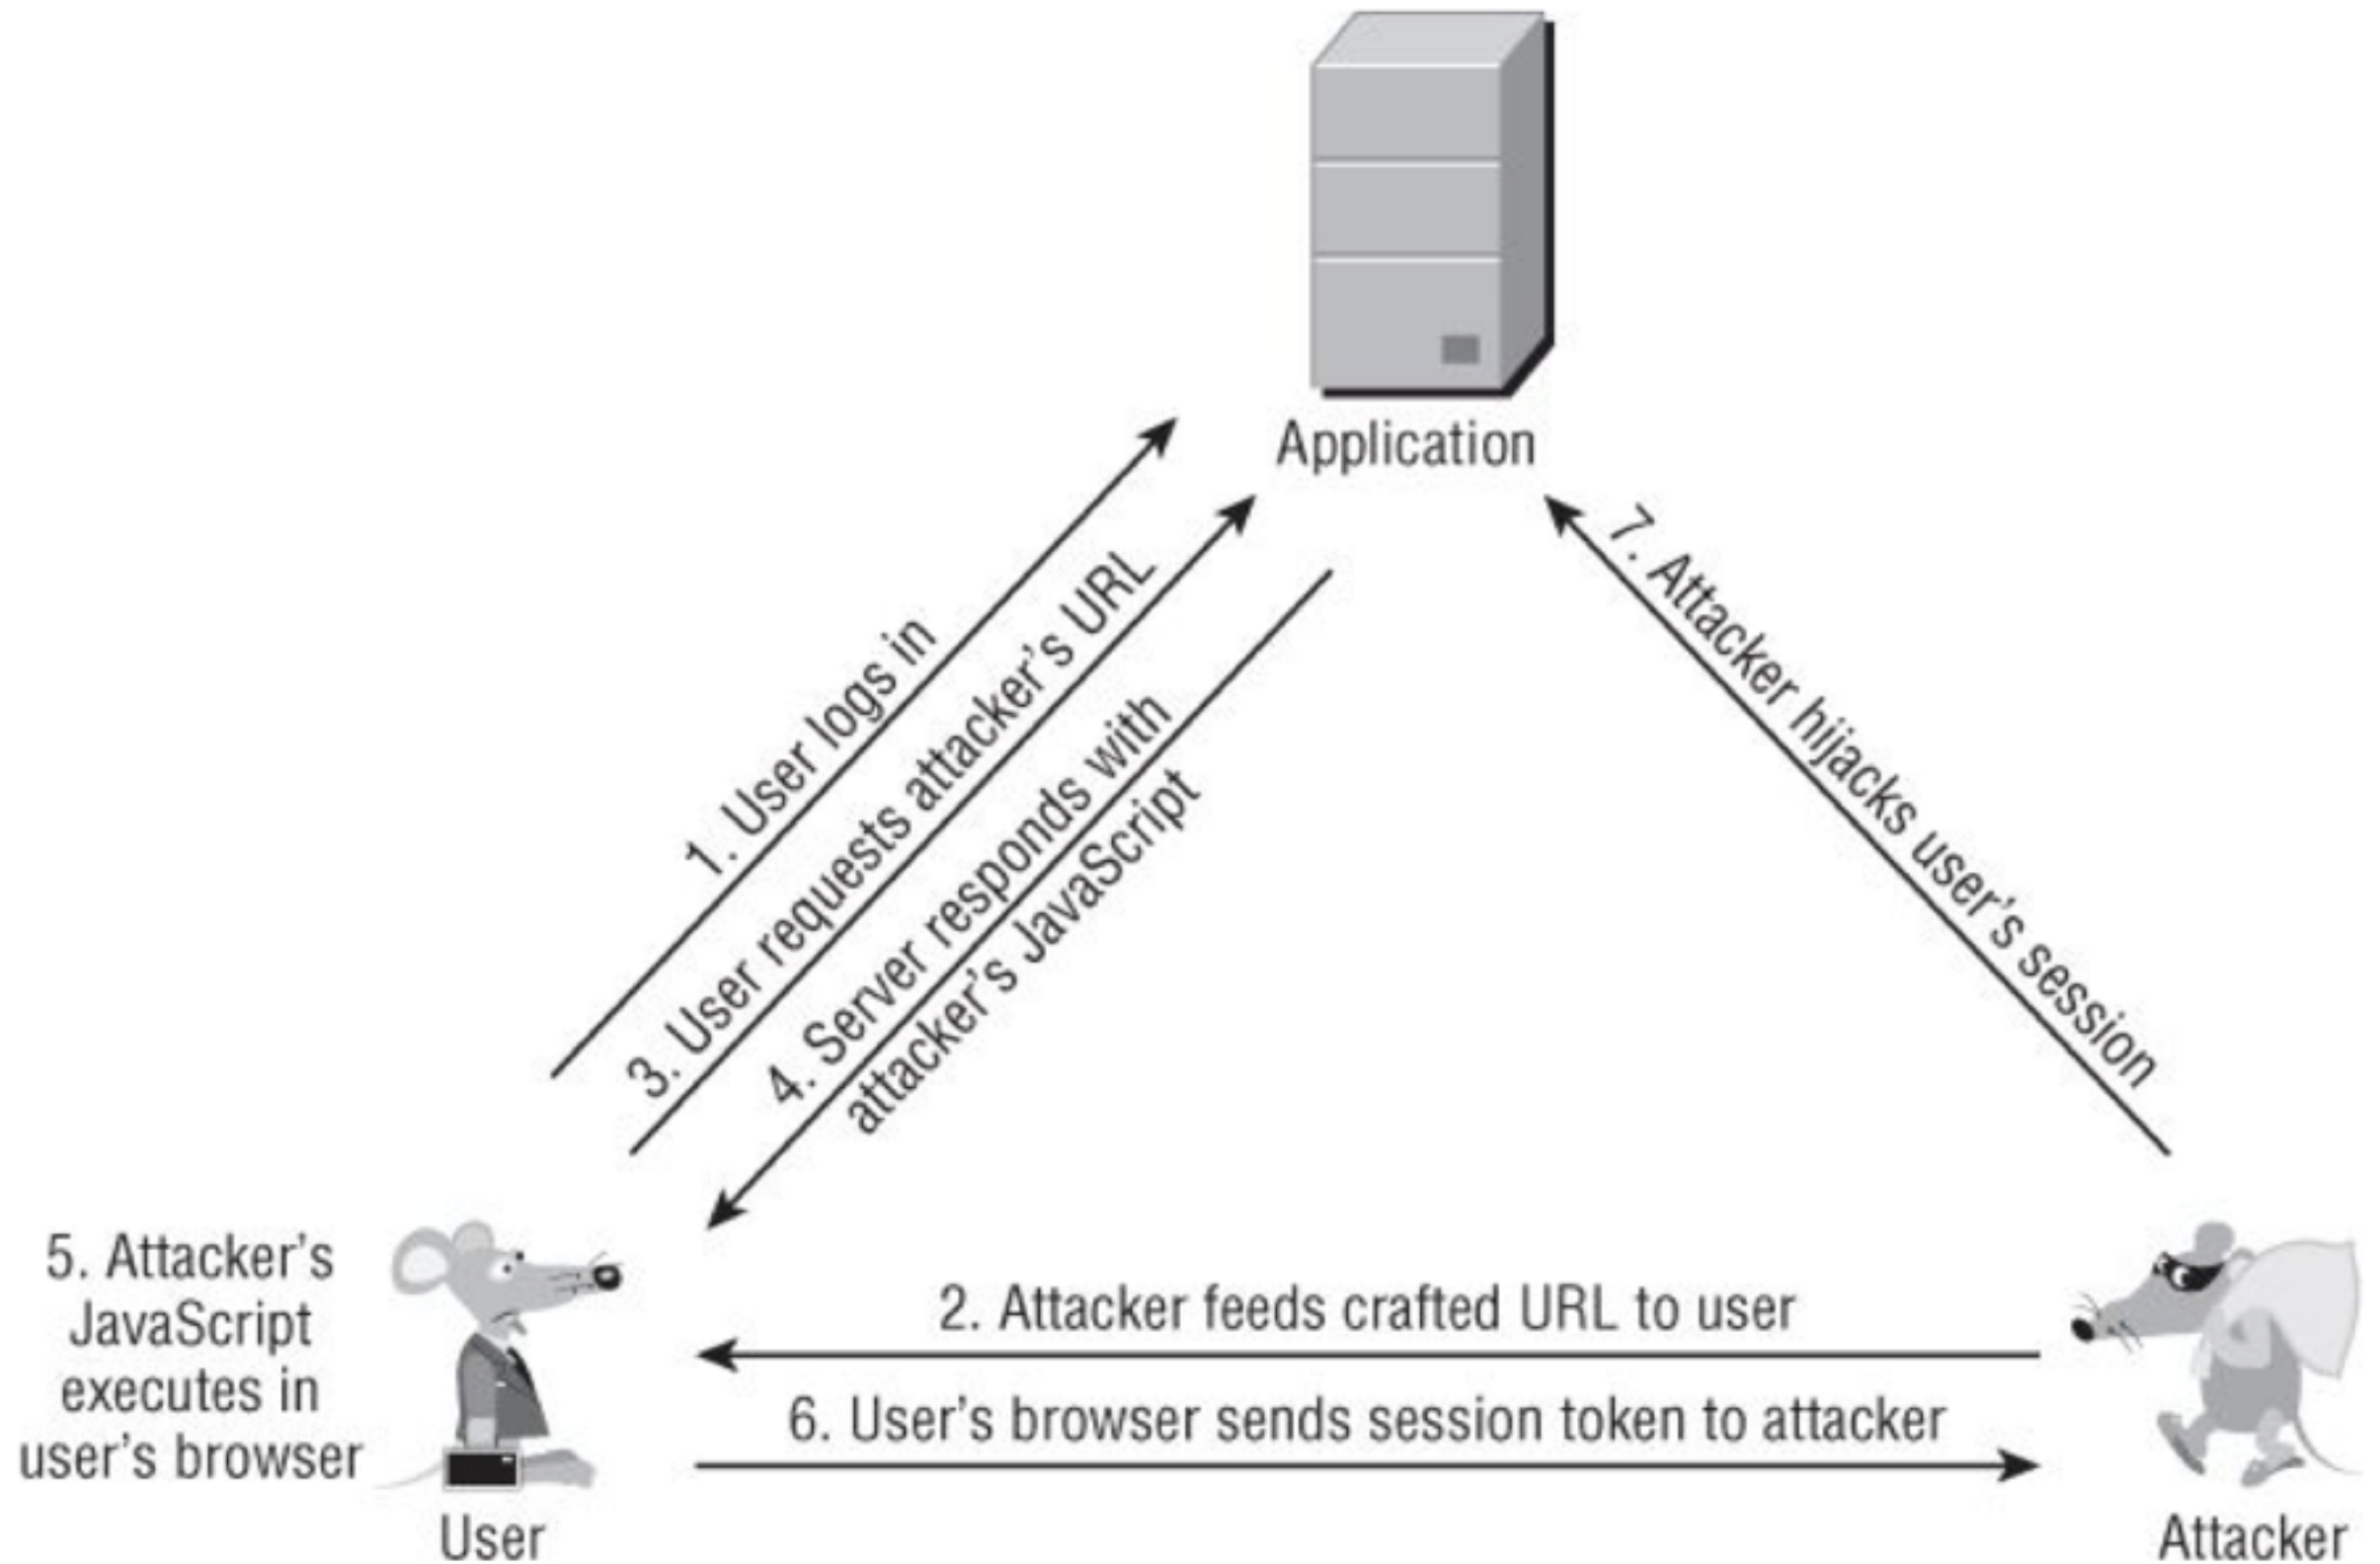 Application
1. User logs in
3. User requests attacker's URL
4. Server responds with
attacker's JavaScript
7. Attacker hijacks user's session
5. Attacker's
JavaScript
executes in
user's browser
2. Attacker feeds crafted URL to user
6. User's browser sends session token to attacker
User
Attacker